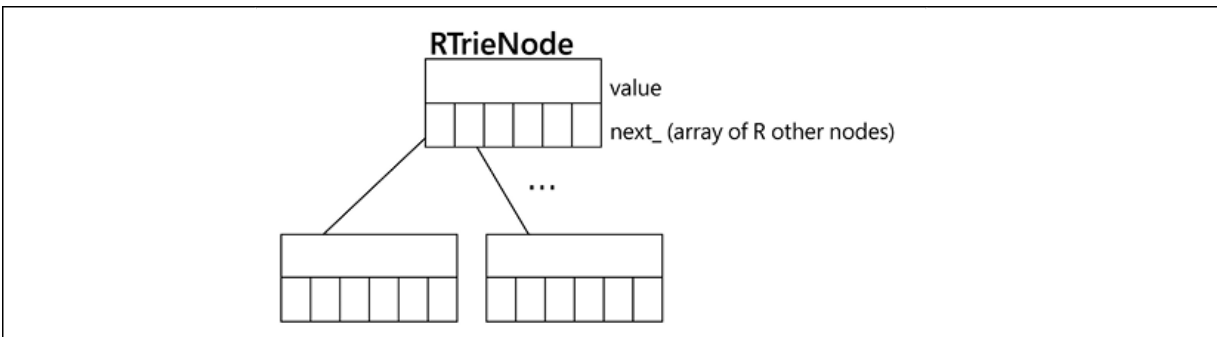 RTrieNode
value
next_ (array of R other nodes)
...